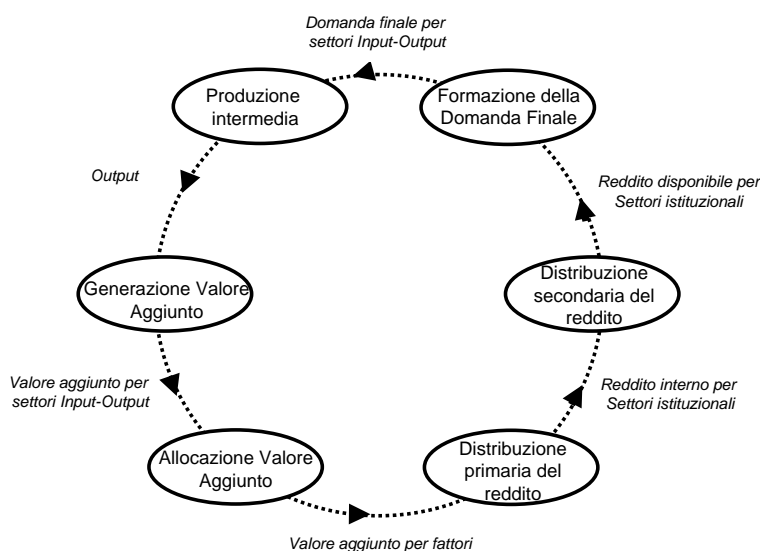 Domanda finale per
settori Input-Output
Produzione
intermedia
Formazione della
Domanda Finale
Output
Reddito disponibile per
Settori istituzionali
Generazione Valore
Aggiunto
Distribuzione
secondaria del
reddito
Valore aggiunto per
settori Input-Output
Reddito interno per
Settori istituzionali
Allocazione Valore
Aggiunto
Distribuzione
primaria del
reddito
Valore aggiunto per fattori